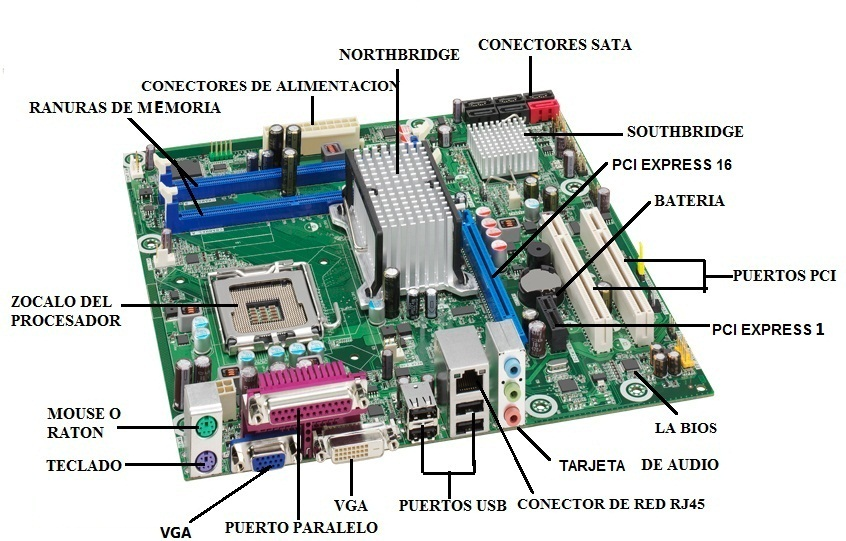 CONECTORES SATA
NORTHBRIDGE
CONECTORES DE ALIMENTACION
RANURAS DE MEMORIA
SOUTHBRIDGE
PCI EXPRESS 16
BATERIA
PUERTOS PCI
ZOCALO DEL
PROCESADOR
PCI EXPRESS 1
MOUSE O
RATON
LA BIOS
TECLADO
TARJETA DE AUDIO
VGA
PUERTOS USB
CONECTOR DE RED RJ45
PUERTO PARALELO
VGA